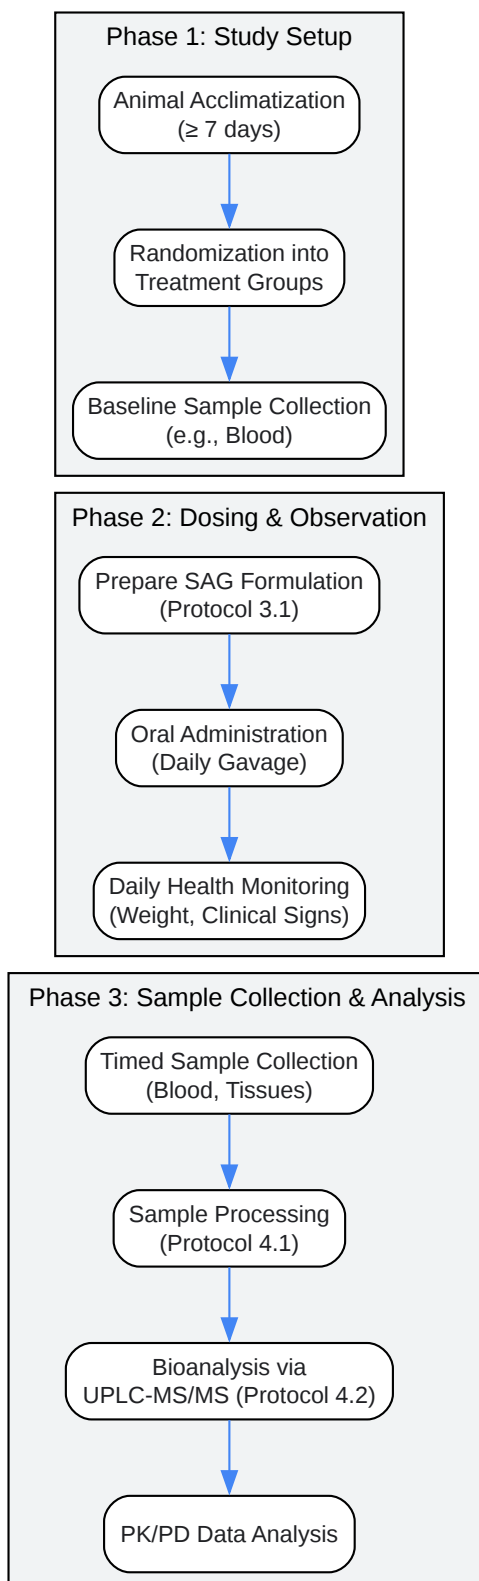 Phase 1: Study Setup
Animal Acclimatization
(≥ 7 days)
Randomization into
Treatment Groups
Baseline Sample Collection
(e.g., Blood)
Phase 2: Dosing & Observation
Prepare SAG Formulation
(Protocol 3.1)
Oral Administration
(Daily Gavage)
Daily Health Monitoring
(Weight, Clinical Signs)
Phase 3: Sample Collection & Analysis
Timed Sample Collection
(Blood, Tissues)
Sample Processing
(Protocol 4.1)
Bioanalysis via
UPLC-MS/MS (Protocol 4.2)
PK/PD Data Analysis